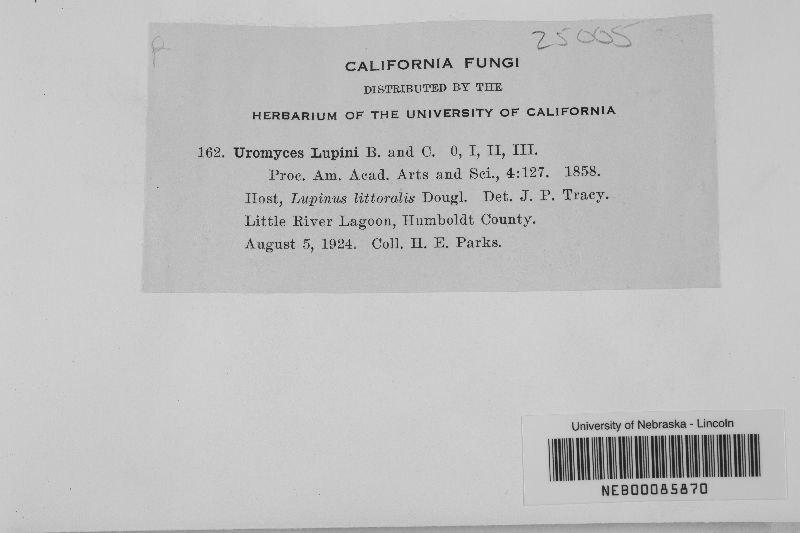 25005
CALIFORNIA FUNGI
DISTRIBUTED BY THE
HERBARIUM OF THE UNIVERSITY OF CALIFORNIA
162. Uromyces Lupini B. and C. 0, I, II, III.
Proc. Am. Acad. Arts and Sci., 4:127. 1858.
Host, Lupinus littoralis Dougl. Det. J. P. Tracy.
Little River Lagoon, Humboldt County.
August 5, 1924. Coll. H. E. Parks.
University of Nebraska - Lincoln
NEB00085870